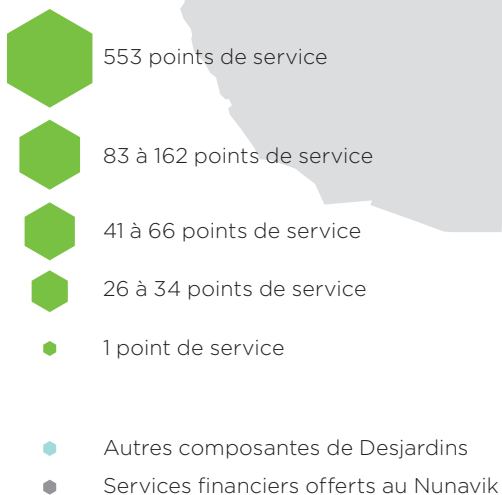 553 points de service
83 à 162 points de service
41 à 66 points de service
26 à 34 points de service
1 point de service
Autres composantes de Desjardins
Services financiers offerts au Nunavik